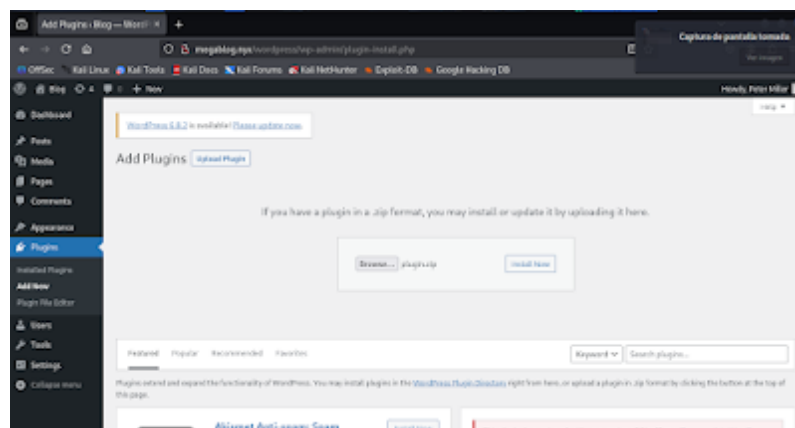 Add Plugins ‹ Blog — WordPr × +
Captura de pantalla tomada
Ver imagen
megablog.nyx/wordpress/wp-admin/plugin-install.php
OffSec Kali Linux Kali Tools Kali Docs Kali Forums Kali NetHunter Exploit-DB Google Hacking DB
Blog 4 + New Howdy, Peter Miller
Help
Dashboard
WordPress 6.8.2 is available! Please update now.
Posts
Media
Pages
Comments
Add Plugins Upload Plugin
If you have a plugin in a .zip format, you may install or update it by uploading it here.
Appearance
Plugins
Installed Plugins
Add New
Plugin File Editor
Browse... plugin.zip Install Now
Users
Tools
Settings
Collapse menu
Featured Popular Recommended Favorites Keyword Search plugins...
Plugins extend and expand the functionality of WordPress. You may install plugins in the WordPress Plugin Directory right from here, or upload a plugin in .zip format by clicking the button at the top of
this page.
Akismet Anti-spam: Spam